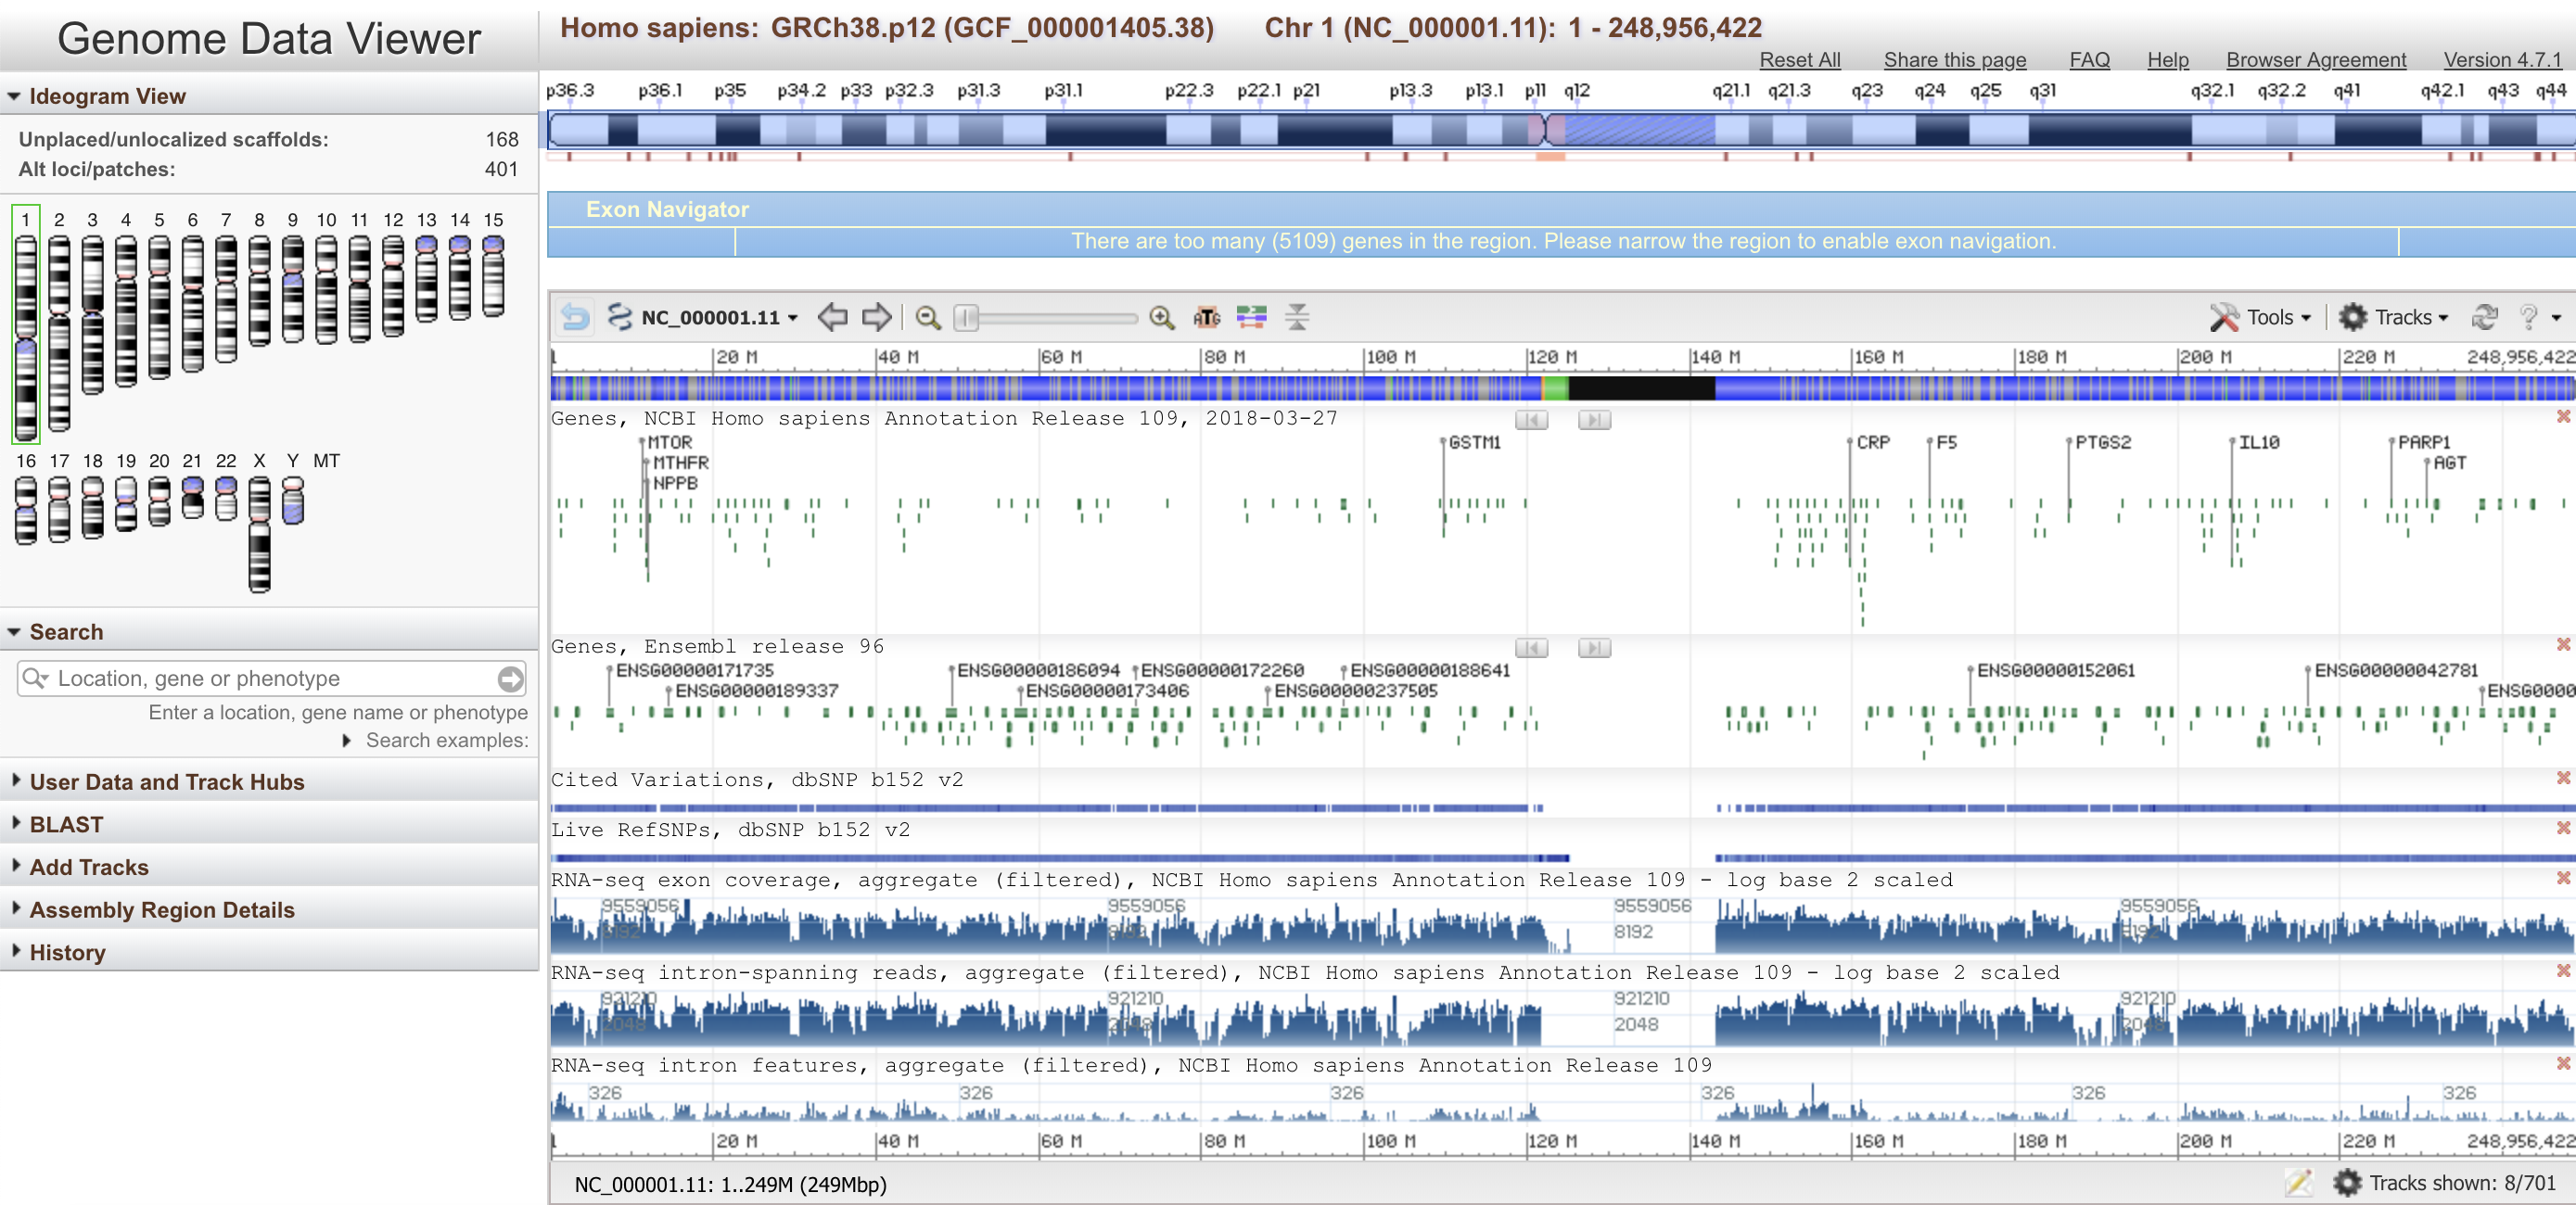 Genome Data Viewer
Homo sapiens: GRCh38.p12 (GCF_000001405.38) Chr 1 (NC_000001.11): 1 - 248,956,422
Reset All Share this page FAQ Help Browser Agreement Version 4.7.1
Ideogram View
Unplaced/unlocalized scaffolds: 168
Alt loci/patches: 401
1 2 3 4 5 6 7 8 9 10 11 12 13 14 15
16 17 18 19 20 21 22 X Y MT
Search
Location, gene or phenotype
Enter a location, gene name or phenotype
Search examples:
User Data and Track Hubs
BLAST
Add Tracks
Assembly Region Details
History
p36.3 p36.1 p35 p34.2 p33 p32.3 p31.3 p31.1 p22.3 p22.1 p21 p13.3 p13.1 p11 q12 q21.1 q21.3 q23 q24 q25 q31 q32.1 q32.2 q41 q42.1 q43 q44
Exon Navigator
There are too many (5109) genes in the region. Please narrow the region to enable exon navigation.
NC_000001.11 ATG Tools Tracks ?
1 20 M 40 M 60 M 80 M 100 M 120 M 140 M 160 M 180 M 200 M 220 M 248,956,422
Genes, NCBI Homo sapiens Annotation Release 109, 2018-03-27
MTOR GSTM1 CRP F5 PTGS2 IL10 PARP1
MTHFR AGT
NPPB
Genes, Ensembl release 96
ENSG00000171735 ENSG00000186094 ENSG00000172260 ENSG00000188641 ENSG00000152061 ENSG00000042781
ENSG00000189337 ENSG00000173406 ENSG00000237505 ENSG0000
Cited Variations, dbSNP b152 v2
Live RefSNPs, dbSNP b152 v2
RNA-seq exon coverage, aggregate (filtered), NCBI Homo sapiens Annotation Release 109 - log base 2 scaled
9559056 9559056 9559056 9559056
8192 8192 8192 8192
RNA-seq intron-spanning reads, aggregate (filtered), NCBI Homo sapiens Annotation Release 109 - log base 2 scaled
921210 921210 921210 921210
2048 2048 2048 2048
RNA-seq intron features, aggregate (filtered), NCBI Homo sapiens Annotation Release 109
326 326 326 326 326 326
1 20 M 40 M 60 M 80 M 100 M 120 M 140 M 160 M 180 M 200 M 220 M 248,956,422
NC_000001.11: 1..249M (249Mbp) Tracks shown: 8/701